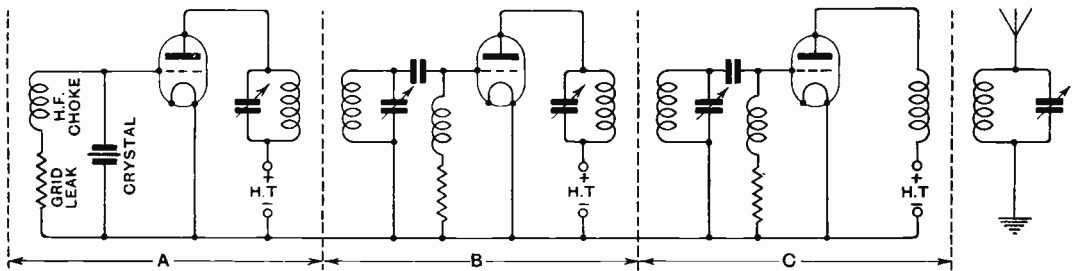 H.F. CHOKE
GRID LEAK
CRYSTAL
+
H.T
−
+
H.T
−
+
H.T
−
A
B
C